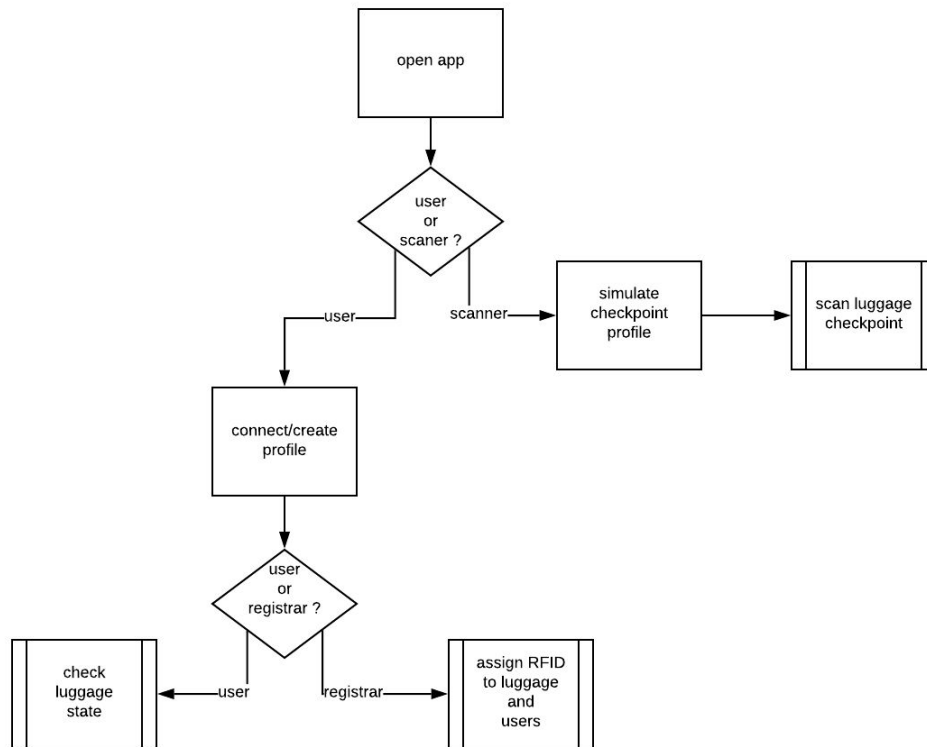 open app
user
or
scaner ?
user
scanner
simulate
checkpoint
profile
scan luggage
checkpoint
connect/create
profile
user
or
registrar ?
check
luggage
state
user
registrar
assign RFID
to luggage
and
users